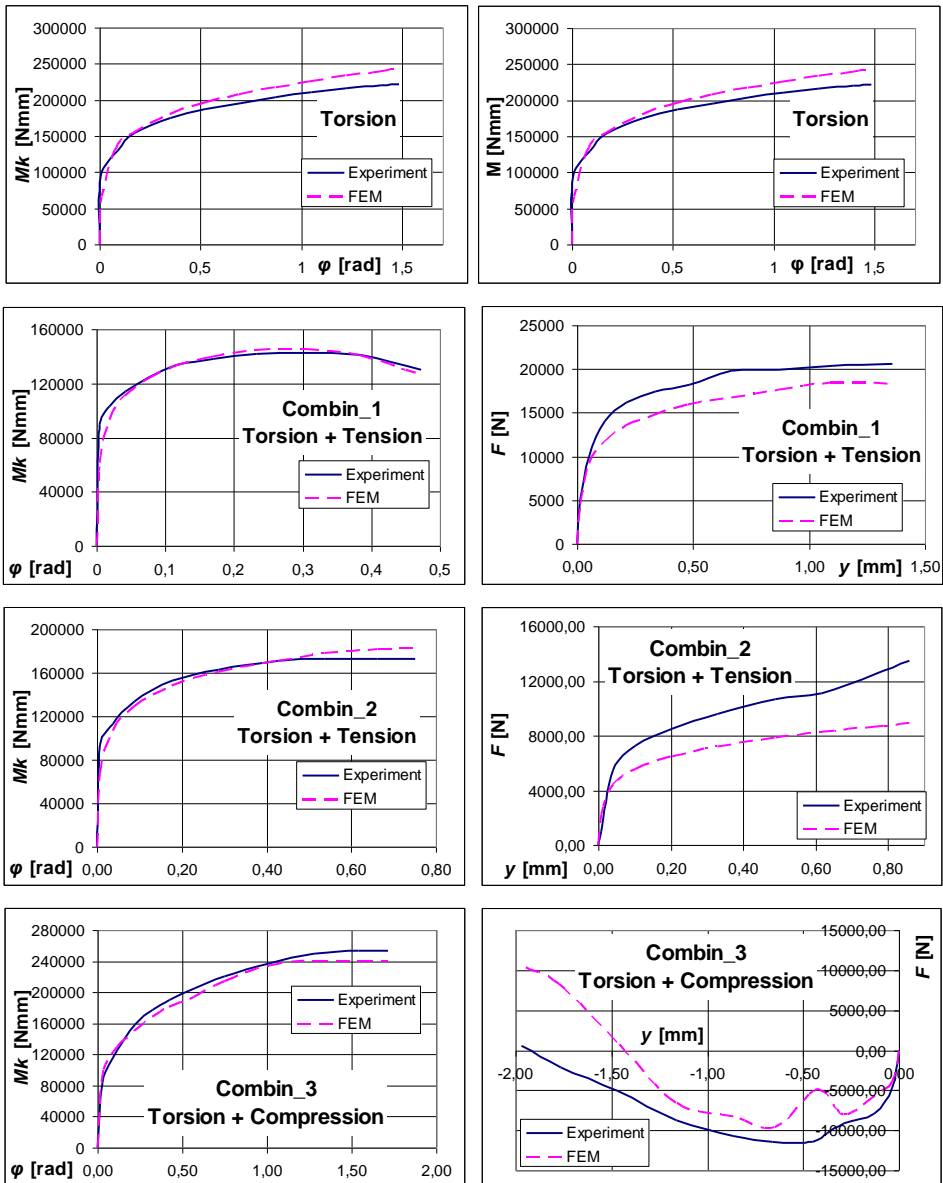 300000
250000
200000
150000
100000
50000
0
Mk [Nmm]
Torsion
Experiment
FEM
0 0,5 1 1,5
φ [rad]
300000
250000
200000
150000
100000
50000
0
M [Nmm]
Torsion
Experiment
FEM
0 0,5 1 1,5
φ [rad]
160000
120000
80000
40000
0
Mk [Nmm]
Combin_1
Torsion + Tension
Experiment
FEM
φ [rad]
0 0,1 0,2 0,3 0,4 0,5
25000
20000
15000
10000
5000
0
F [N]
Combin_1
Torsion + Tension
Experiment
FEM
0,00 0,50 1,00 1,50
y [mm]
200000
160000
120000
80000
40000
0
Mk [Nmm]
Combin_2
Torsion + Tension
Experiment
FEM
φ [rad]
0,00 0,20 0,40 0,60 0,80
16000,00
12000,00
8000,00
4000,00
0,00
F [N]
Combin_2
Torsion + Tension
Experiment
FEM
y [mm]
0,00 0,20 0,40 0,60 0,80
280000
240000
200000
160000
120000
80000
40000
0
Mk [Nmm]
Experiment
FEM
Combin_3
Torsion + Compression
φ [rad]
0,00 0,50 1,00 1,50 2,00
15000,00
10000,00
5000,00
0,00
-5000,00
-10000,00
-15000,00
F [N]
Combin_3
Torsion + Compression
y [mm]
-2,00 -1,50 -1,00 -0,50 0,00
Experiment
FEM